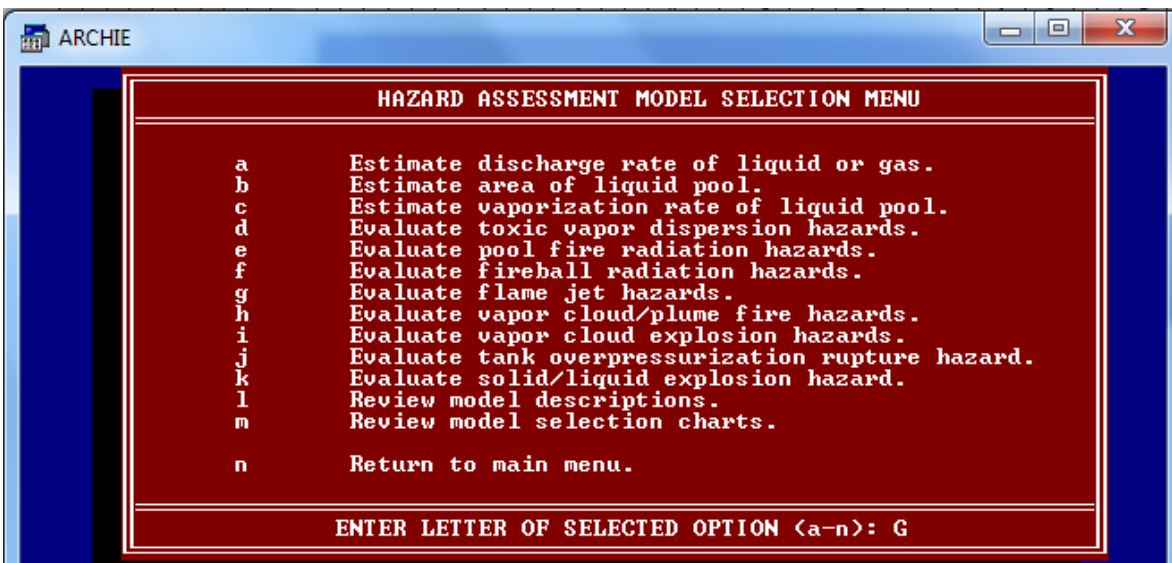 ARCHIE
HAZARD ASSESSMENT MODEL SELECTION MENU
a Estimate discharge rate of liquid or gas.
b Estimate area of liquid pool.
c Estimate vaporization rate of liquid pool.
d Evaluate toxic vapor dispersion hazards.
e Evaluate pool fire radiation hazards.
f Evaluate fireball radiation hazards.
g Evaluate flame jet hazards.
h Evaluate vapor cloud/plume fire hazards.
i Evaluate vapor cloud explosion hazards.
j Evaluate tank overpressurization rupture hazard.
k Evaluate solid/liquid explosion hazard.
l Review model descriptions.
m Review model selection charts.
n Return to main menu.
ENTER LETTER OF SELECTED OPTION (a-n): G